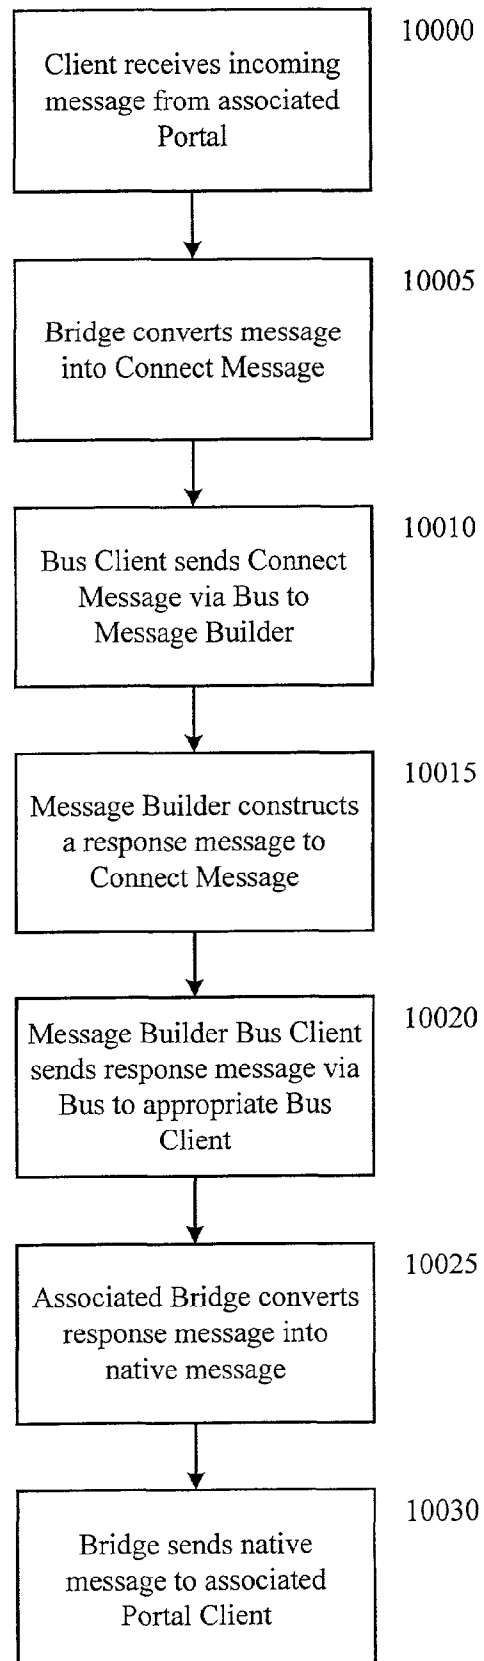 10000
Client receives incoming
message from associated
Portal
10005
Bridge converts message
into Connect Message
10010
Bus Client sends Connect
Message via Bus to
Message Builder
10015
Message Builder constructs
a response message to
Connect Message
10020
Message Builder Bus Client
sends response message via
Bus to appropriate Bus
Client
10025
Associated Bridge converts
response message into
native message
10030
Bridge sends native
message to associated
Portal Client